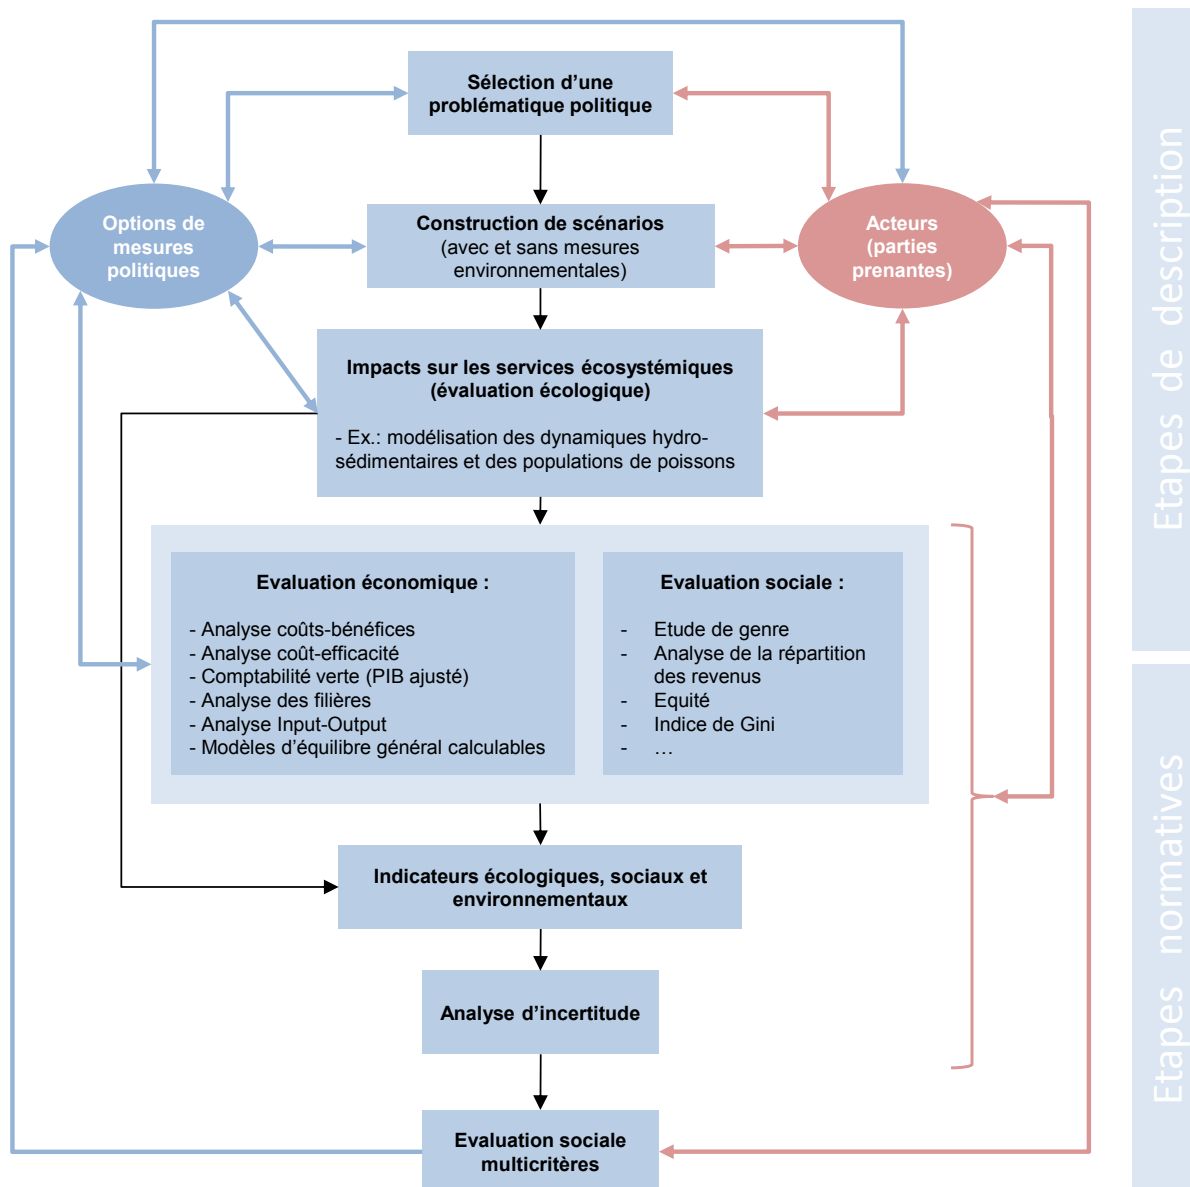 Sélection d’une
problématique politique
Options de
mesures
politiques
Construction de scénarios
(avec et sans mesures
environnementales)
Acteurs
(parties
prenantes)
Impacts sur les services écosystémiques
(évaluation écologique)
- Ex.: modélisation des dynamiques hydro-
sédimentaires et des populations de poissons
Evaluation économique :
- Analyse coûts-bénéfices
- Analyse coût-efficacité
- Comptabilité verte (PIB ajusté)
- Analyse des filières
- Analyse Input-Output
- Modèles d’équilibre général calculables
Evaluation sociale :
- Etude de genre
- Analyse de la répartition
des revenus
- Equité
- Indice de Gini
- …
Indicateurs écologiques, sociaux et
environnementaux
Analyse d’incertitude
Evaluation sociale
multicritères
Etapes de description
Etapes normatives